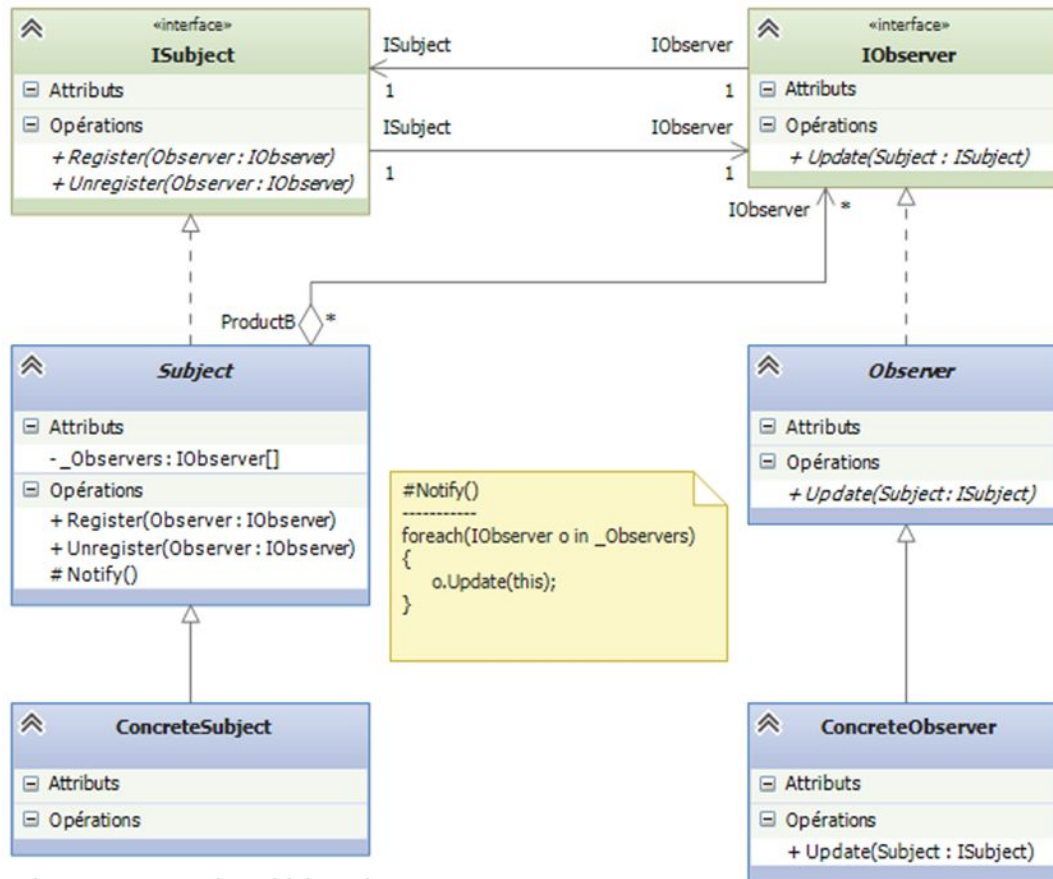 «interface»
ISubject
Attributs
Opérations
+ Register(Observer : IObserver)
+ Unregister(Observer : IObserver)
ISubject IObserver
1 1
ISubject IObserver
1 1
«interface»
IObserver
Attributs
Opérations
+ Update(Subject : ISubject)
IObserver *
ProductB *
Subject
Attributs
- _Observers : IObserver[]
Opérations
+ Register(Observer : IObserver)
+ Unregister(Observer : IObserver)
# Notify()
#Notify()
-----------
foreach(IObserver o in _Observers)
{
o.Update(this);
}
Observer
Attributs
Opérations
+ Update(Subject : ISubject)
ConcreteSubject
Attributs
Opérations
ConcreteObserver
Attributs
Opérations
+ Update(Subject : ISubject)